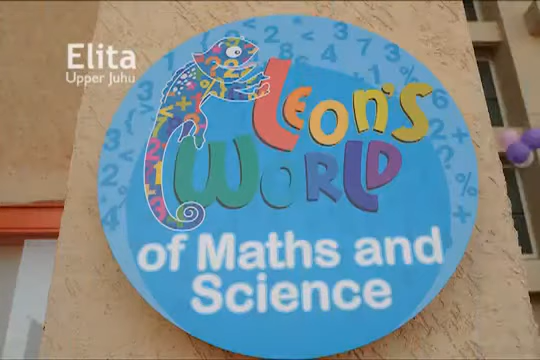 Elita
Upper Juhu
LEON'S
WORLD
of Maths and
Science